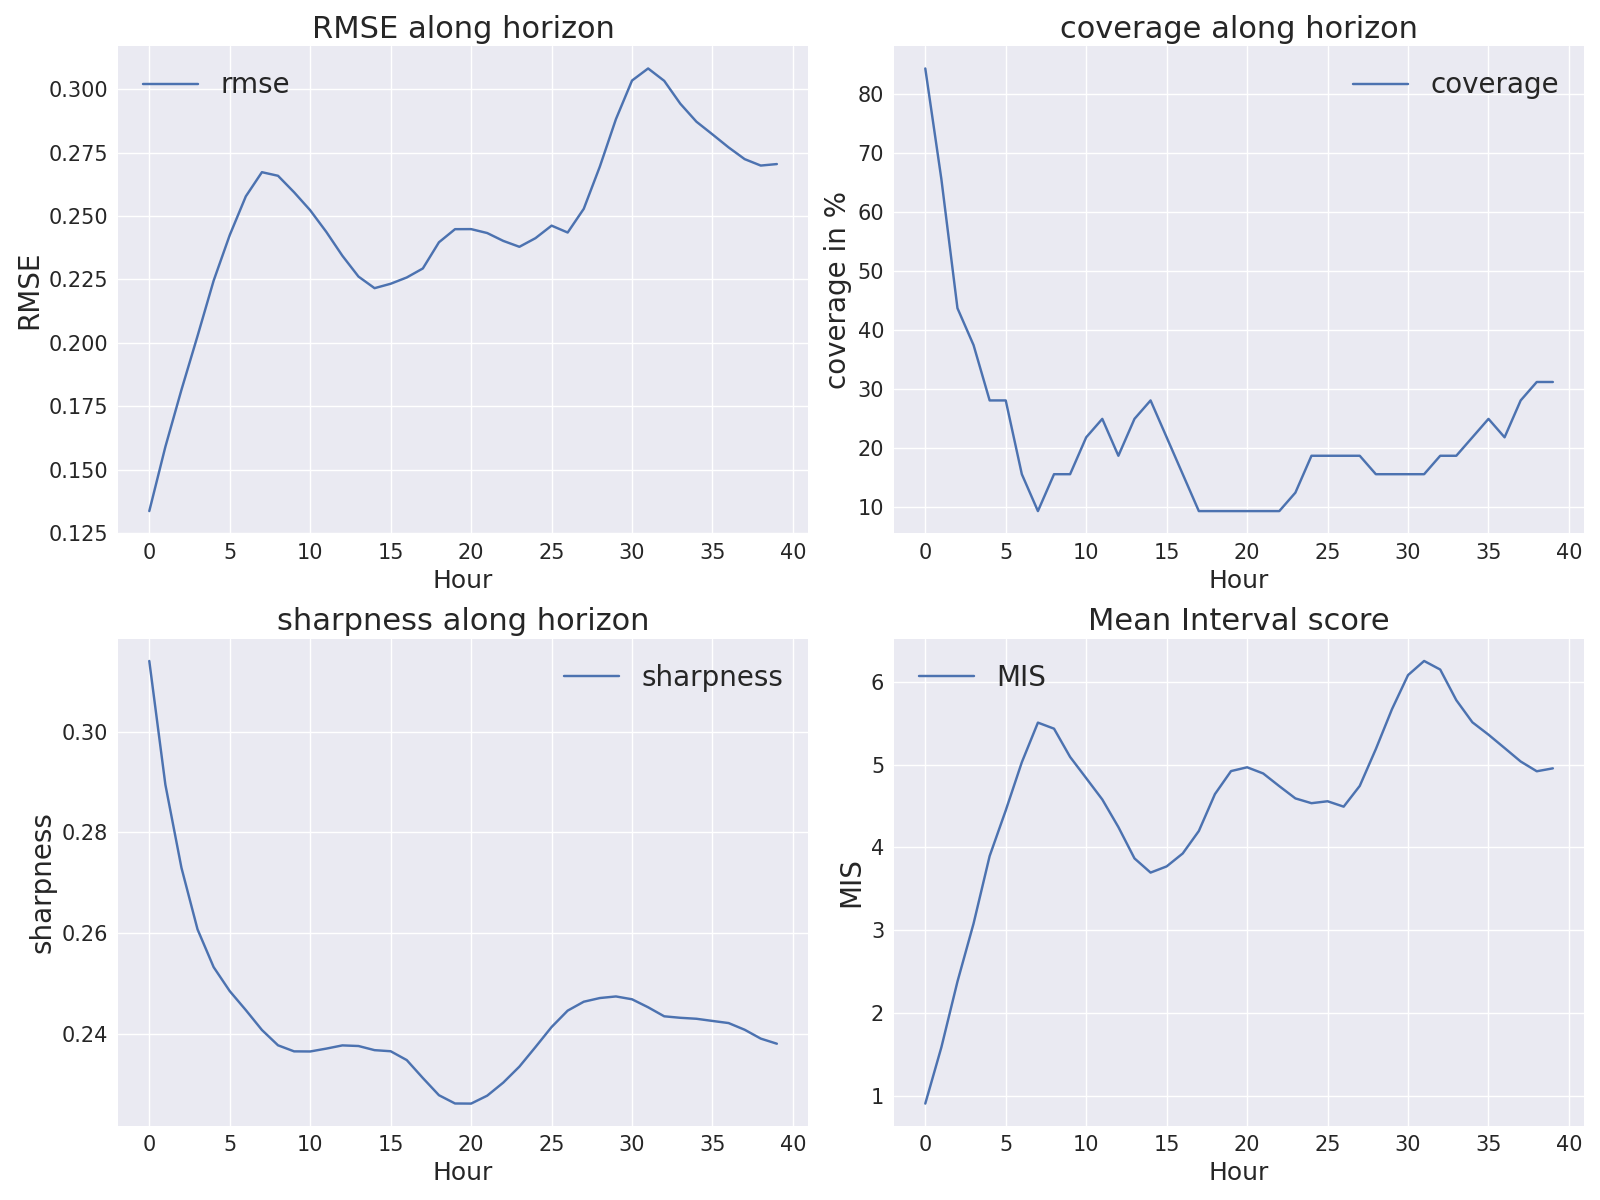 RMSE along horizon
rmse
0.300
0.275
0.250
0.225
0.200
0.175
0.150
0.125
RMSE
0 5 10 15 20 25 30 35 40
Hour
coverage along horizon
coverage
80
70
60
50
40
30
20
10
coverage in %
0 5 10 15 20 25 30 35 40
Hour
sharpness along horizon
sharpness
0.30
0.28
0.26
0.24
sharpness
0 5 10 15 20 25 30 35 40
Hour
Mean Interval score
MIS
6
5
4
3
2
1
MIS
0 5 10 15 20 25 30 35 40
Hour